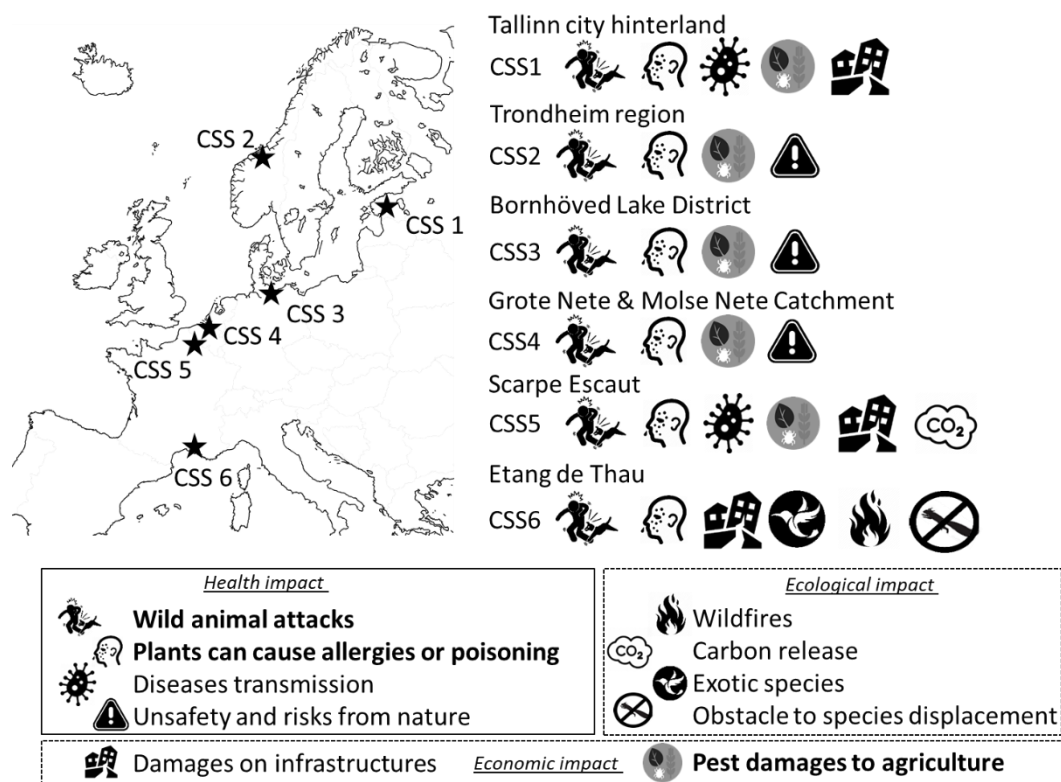 CSS 2
CSS 1
CSS 3
CSS 4
CSS 5
CSS 6
Tallinn city hinterland
CSS1
Trondheim region
CSS2
Bornhöved Lake District
CSS3
Grote Nete & Molse Nete Catchment
CSS4
Scarpe Escaut
CSS5
CO₂
Etang de Thau
CSS6
Health impact
Wild animal attacks
Plants can cause allergies or poisoning
Diseases transmission
Unsafety and risks from nature
Ecological impact
Wildfires
CO₂ Carbon release
Exotic species
Obstacle to species displacement
Damages on infrastructures Economic impact Pest damages to agriculture